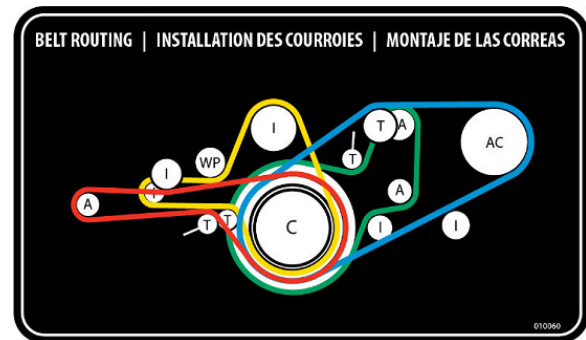 BELT ROUTING | INSTALLATION DES COURROIES | MONTAJE DE LAS CORREAS
I
T
A
AC
WP
T
I
T
A
A
T
T
C
I
I
010060